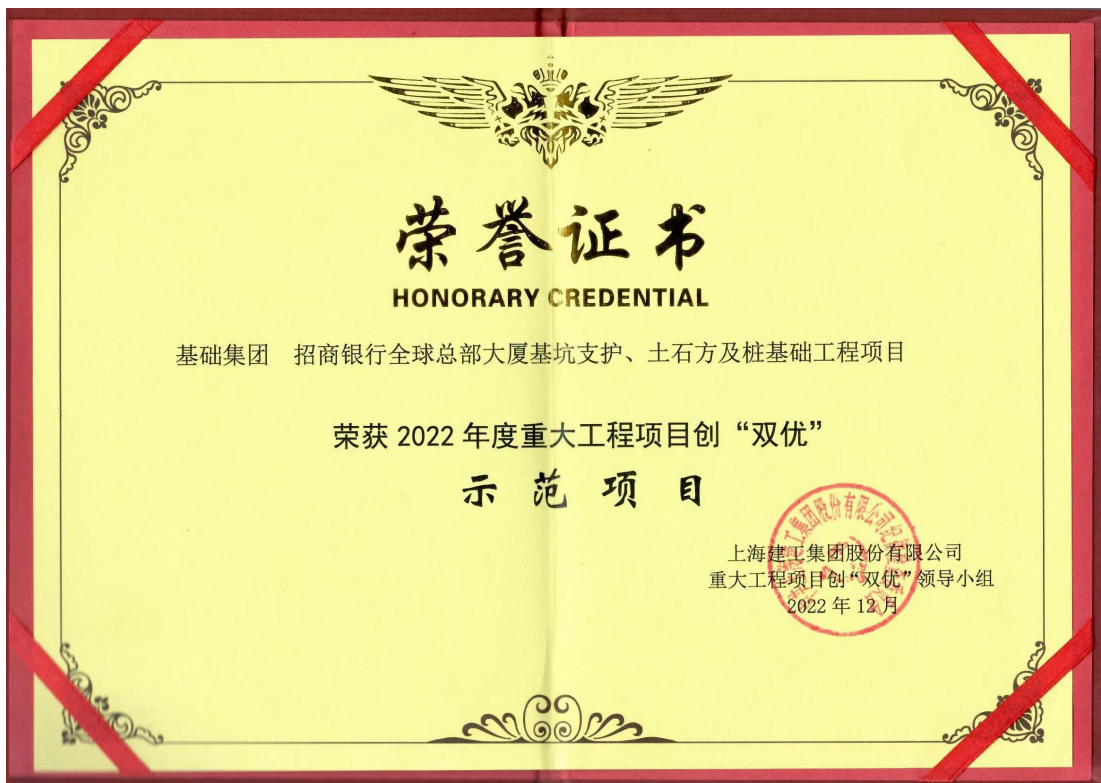 荣誉证书
HONORARY CREDENTIAL
基础集团 招商银行全球总部大厦基坑支护、土石方及桩基础工程项目
荣获 2022 年度重大工程项目创“双优”
示范项目
上海建工集团股份有限公司
重大工程项目创“双优”领导小组
2022 年 12 月